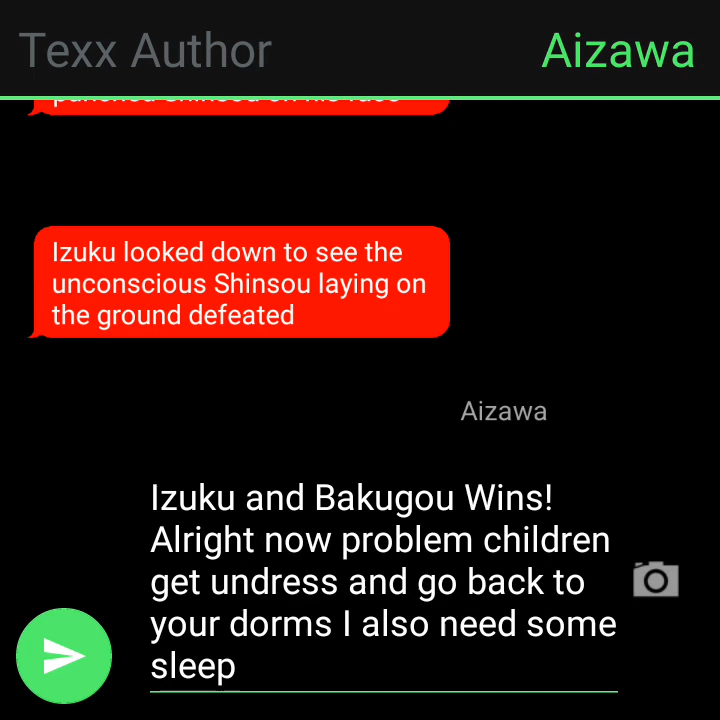 Texx Author
Aizawa
Izuku looked down to see the
unconscious Shinsou laying on
the ground defeated
Aizawa
Izuku and Bakugou Wins!
Alright now problem children
get undress and go back to
your dorms I also need some
sleep